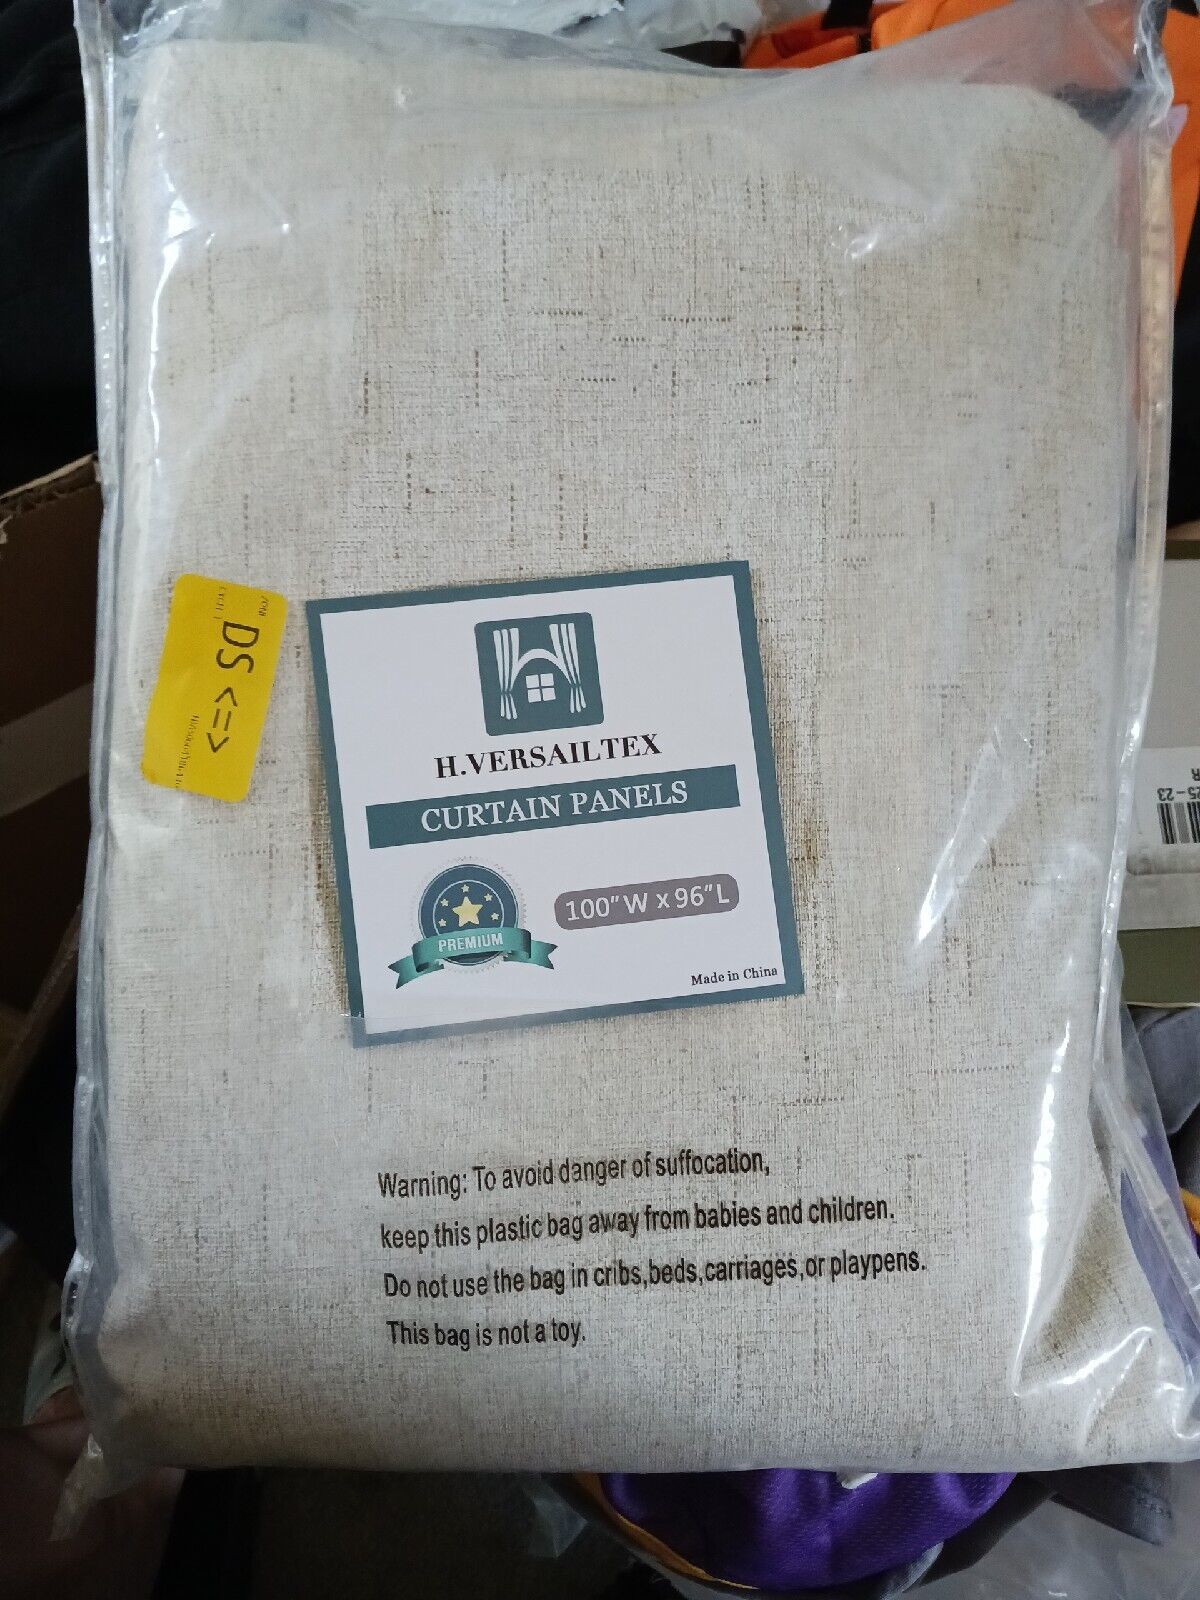 DS <=>
H.VERSAILTEX
CURTAIN PANELS
PREMIUM
100"W x 96"L
Made in China
Warning: To avoid danger of suffocation,
keep this plastic bag away from babies and children.
Do not use the bag in cribs,beds,carriages,or playpens.
This bag is not a toy.
25-23
R